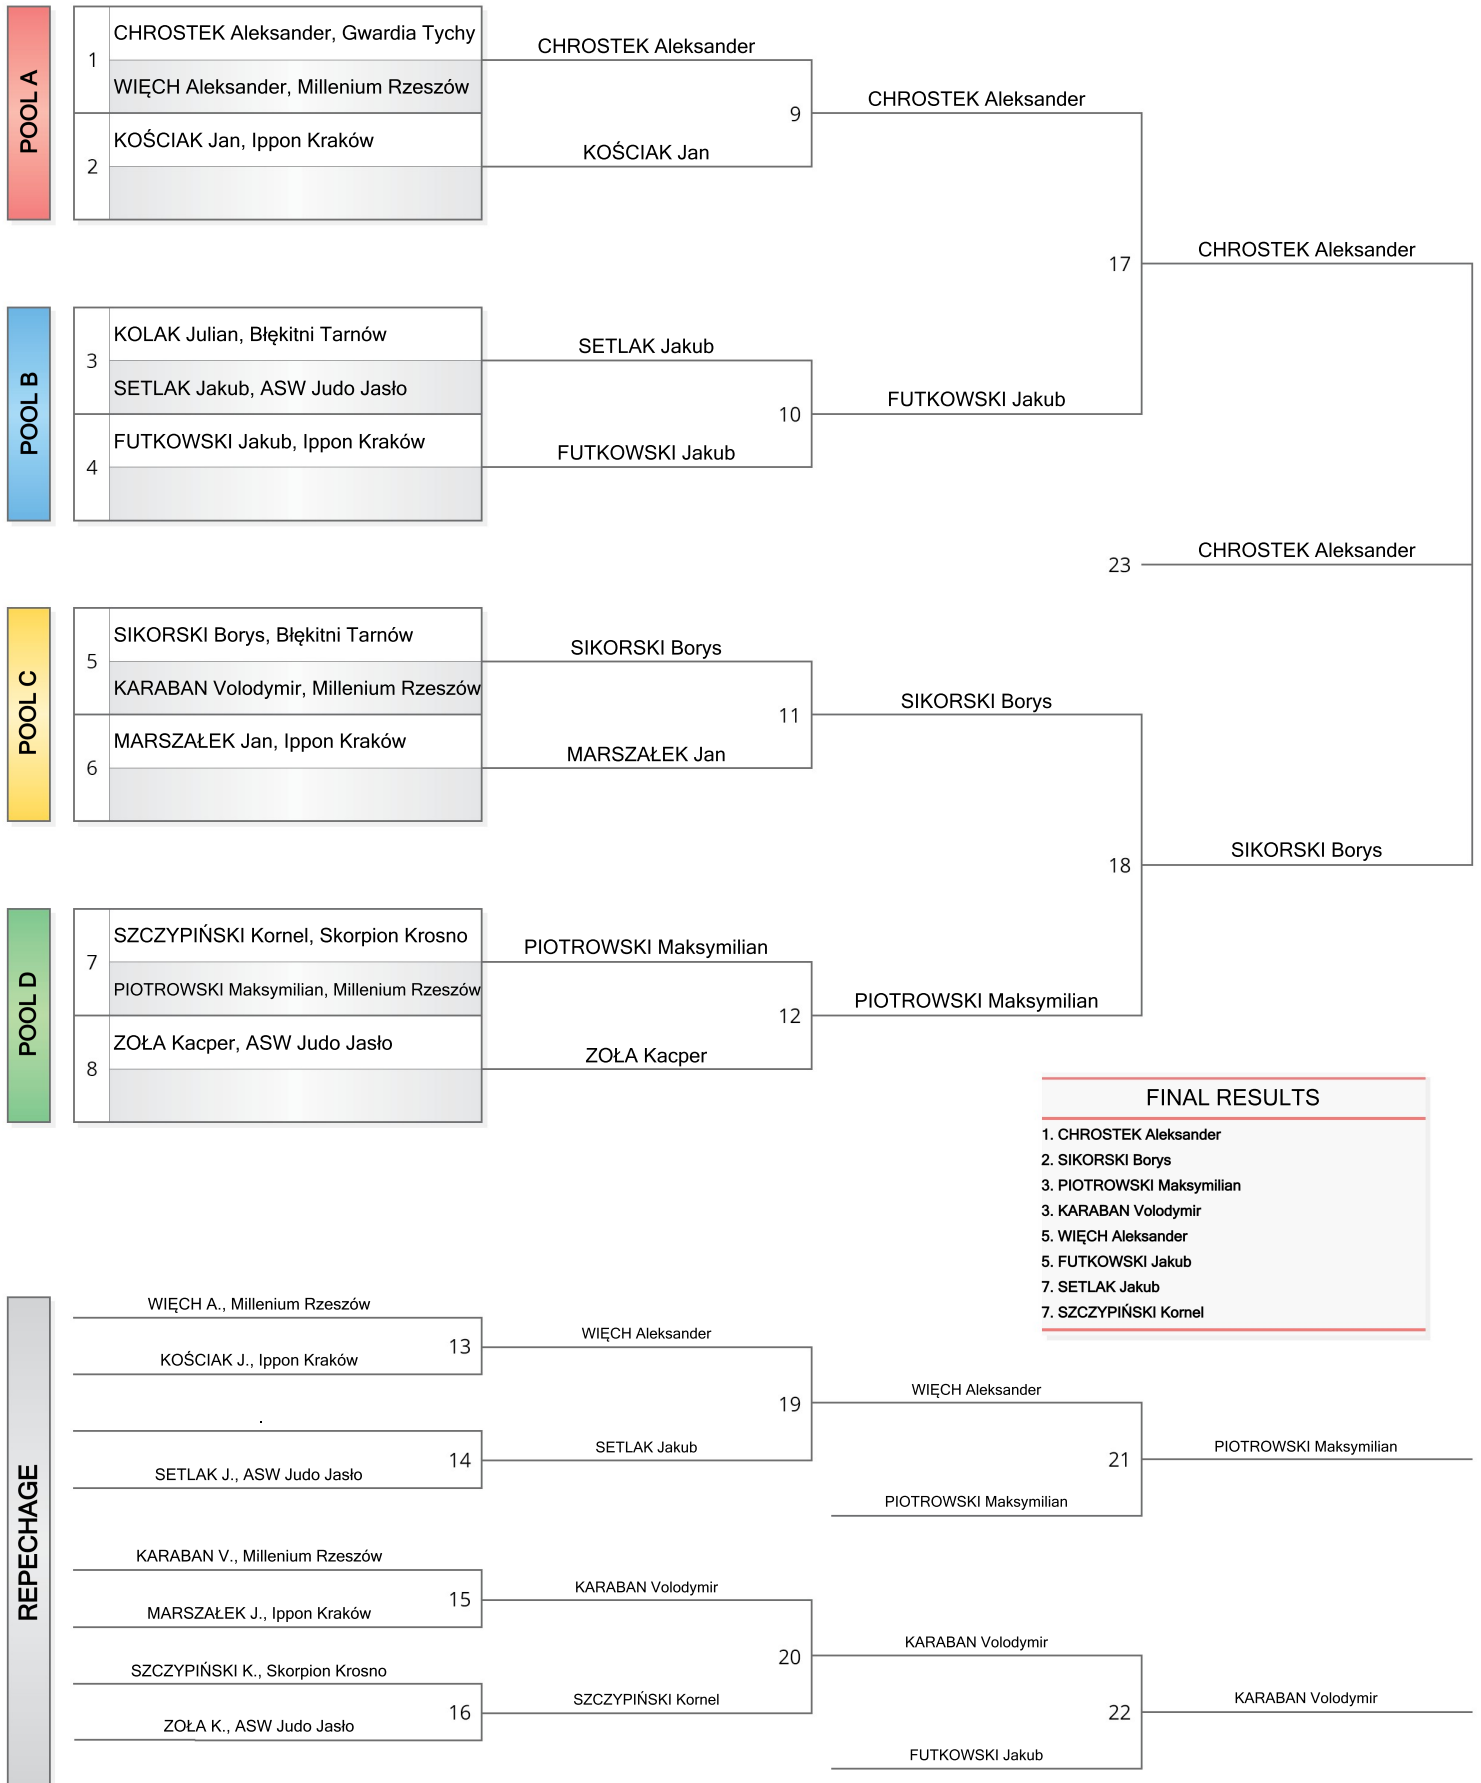 POOL A
1
CHROSTEK Aleksander, Gwardia Tychy
WIĘCH Aleksander, Millenium Rzeszów
2
KOŚCIAK Jan, Ippon Kraków
CHROSTEK Aleksander
KOŚCIAK Jan
9
CHROSTEK Aleksander
POOL B
3
KOLAK Julian, Błękitni Tarnów
SETLAK Jakub, ASW Judo Jasło
4
FUTKOWSKI Jakub, Ippon Kraków
SETLAK Jakub
FUTKOWSKI Jakub
10
FUTKOWSKI Jakub
17
CHROSTEK Aleksander
23
CHROSTEK Aleksander
POOL C
5
SIKORSKI Borys, Błękitni Tarnów
KARABAN Volodymir, Millenium Rzeszów
6
MARSZAŁEK Jan, Ippon Kraków
SIKORSKI Borys
MARSZAŁEK Jan
11
SIKORSKI Borys
POOL D
7
SZCZYPIŃSKI Kornel, Skorpion Krosno
PIOTROWSKI Maksymilian, Millenium Rzeszów
8
ZOŁA Kacper, ASW Judo Jasło
PIOTROWSKI Maksymilian
ZOŁA Kacper
12
PIOTROWSKI Maksymilian
18
SIKORSKI Borys
FINAL RESULTS
1. CHROSTEK Aleksander
2. SIKORSKI Borys
3. PIOTROWSKI Maksymilian
3. KARABAN Volodymir
5. WIĘCH Aleksander
5. FUTKOWSKI Jakub
7. SETLAK Jakub
7. SZCZYPIŃSKI Kornel
REPECHAGE
WIĘCH A., Millenium Rzeszów
KOŚCIAK J., Ippon Kraków
13
WIĘCH Aleksander
.
SETLAK J., ASW Judo Jasło
14
SETLAK Jakub
19
WIĘCH Aleksander
PIOTROWSKI Maksymilian
21
PIOTROWSKI Maksymilian
KARABAN V., Millenium Rzeszów
MARSZAŁEK J., Ippon Kraków
15
KARABAN Volodymir
SZCZYPIŃSKI K., Skorpion Krosno
ZOŁA K., ASW Judo Jasło
16
SZCZYPIŃSKI Kornel
20
KARABAN Volodymir
FUTKOWSKI Jakub
22
KARABAN Volodymir